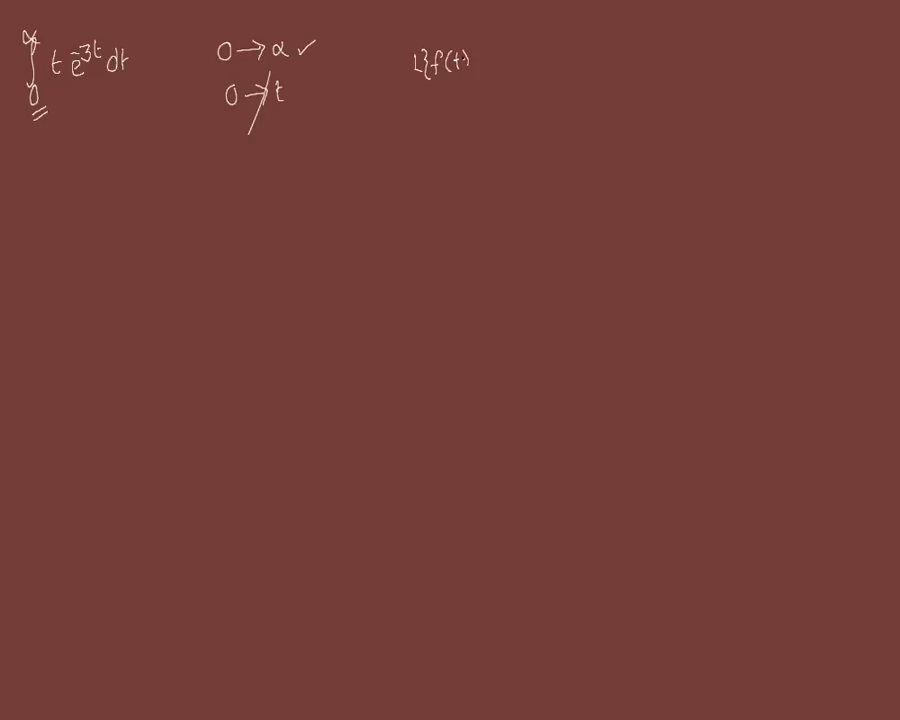 ∫₀^∞ t e^{-3t} dt 0 → ∞ ✓ L{f(t)
0 → t